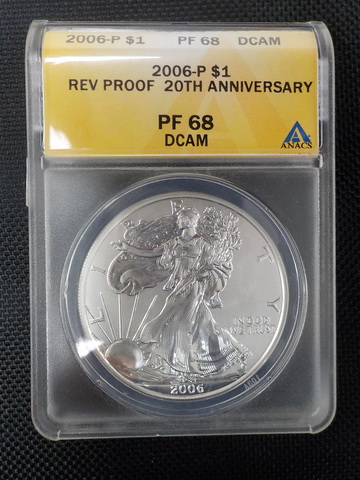 2006-P $1 PF 68 DCAM
2006-P $1
REV PROOF 20TH ANNIVERSARY
PF 68
DCAM
ANACS
LIBERTY
IN GOD
WE TRUST
2006